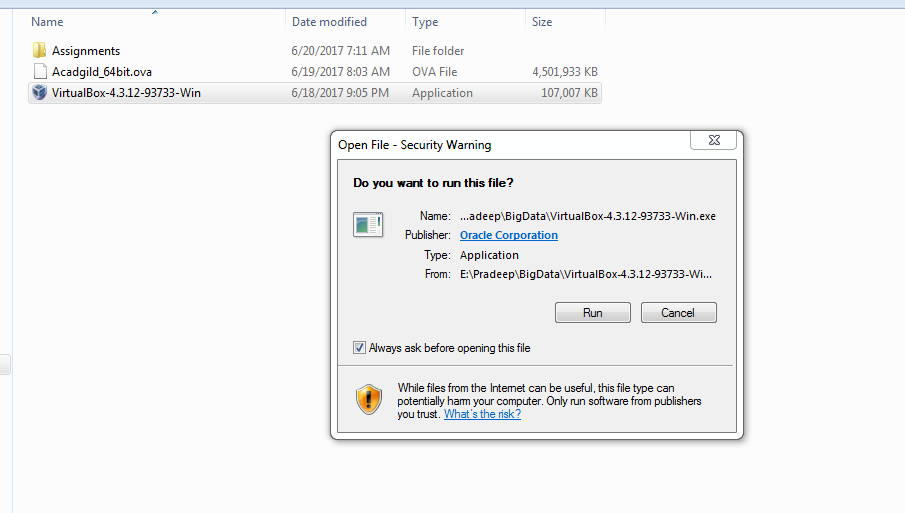 Name Date modified Type Size
Assignments 6/20/2017 7:11 AM File folder
Acadgild_64bit.ova 6/19/2017 8:03 AM OVA File 4,501,933 KB
VirtualBox-4.3.12-93733-Win 6/18/2017 9:05 PM Application 107,007 KB
Open File - Security Warning
Do you want to run this file?
Name: ...adeep\BigData\VirtualBox-4.3.12-93733-Win.exe
Publisher: Oracle Corporation
Type: Application
From: E:\Pradeep\BigData\VirtualBox-4.3.12-93733-Wi...
Run Cancel
Always ask before opening this file
While files from the Internet can be useful, this file type can
potentially harm your computer. Only run software from publishers
you trust. What's the risk?